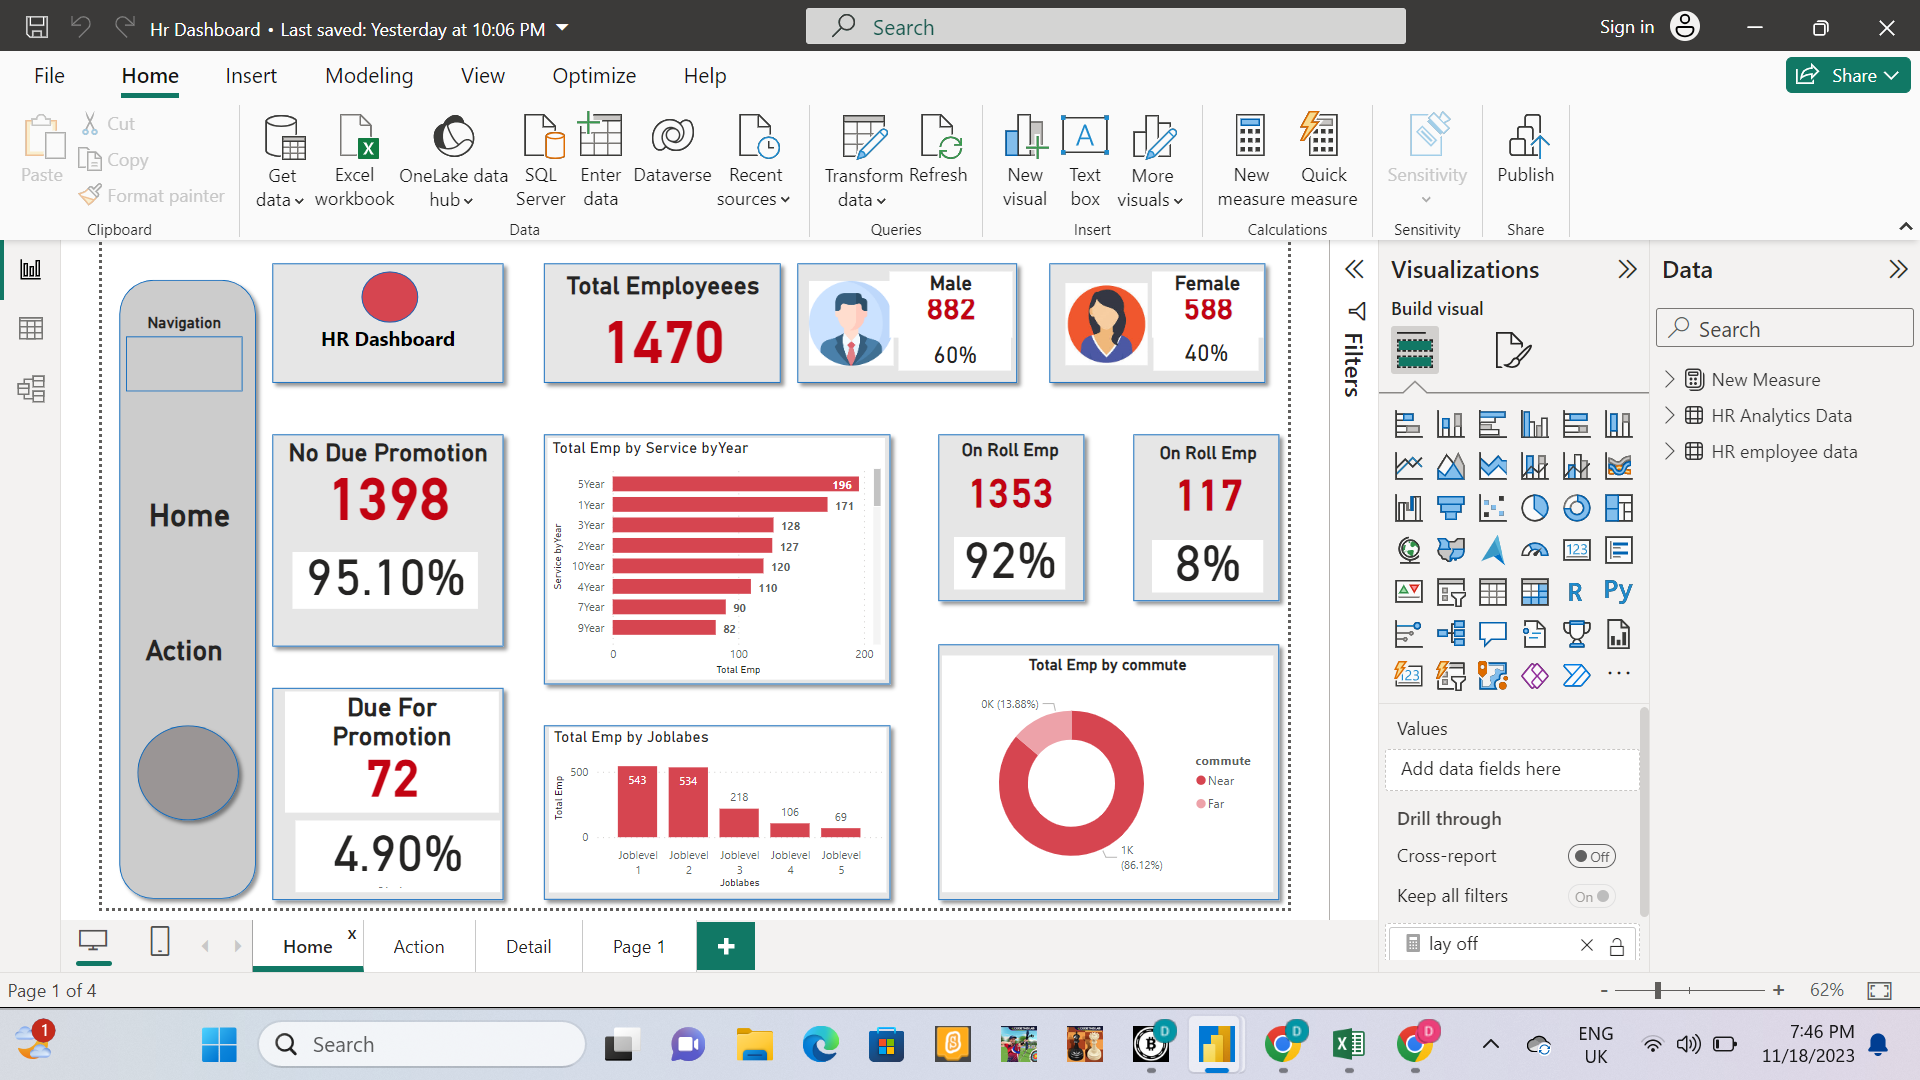 Hr Dashboard • Last saved: Yesterday at 10:06 PM
Search
Sign in
File
Home
Insert
Modeling
View
Optimize
Help
Share
Paste
Cut
Copy
Format painter
Clipboard
Get data
Excel workbook
OneLake data hub
SQL Server
Enter data
Dataverse
Recent sources
Data
Transform data
Refresh
Queries
New visual
Text box
A
More visuals
Insert
New measure
Quick measure
Calculations
Sensitivity
Sensitivity
Publish
Share
Navigation
Home
Action
HR Dashboard
Total Employeees
1470
Male
882
60%
Female
588
40%
No Due Promotion
1398
95.10%
Due For
Promotion
72
4.90%
Total Emp by Service byYear
Service byYear
5Year 196
1Year 171
3Year 128
2Year 127
10Year 120
4Year 110
7Year 90
9Year 82
0 100 200
Total Emp
On Roll Emp
1353
92%
On Roll Emp
117
8%
Total Emp by Joblabes
Total Emp
500
0
543
534
218
106
69
Joblevel 1
Joblevel 2
Joblevel 3
Joblevel 4
Joblevel 5
Joblabes
Total Emp by commute
0K (13.88%)
1K
(86.12%)
commute
Near
Far
Filters
Visualizations
Build visual
123
R
Py
123
Values
Add data fields here
Drill through
Cross-report
Off
Keep all filters
On
lay off
Data
Search
New Measure
HR Analytics Data
HR employee data
Home
x
Action
Detail
Page 1
+
Page 1 of 4
- + 62%
1
Search
D
D
D
ENG
UK
7:46 PM
11/18/2023